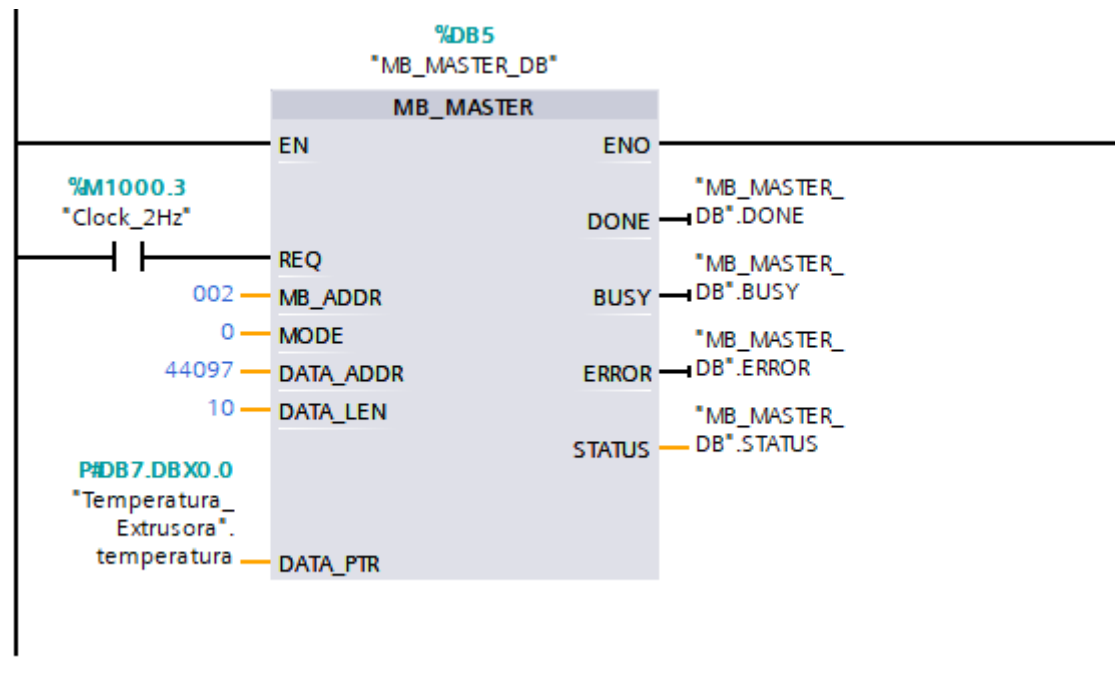 %DB5
"MB_MASTER_DB"
MB_MASTER
EN
ENO
%M1000.3
"Clock_2Hz"
"MB_MASTER_
DB".DONE
DONE
REQ
"MB_MASTER_
DB".BUSY
002
MB_ADDR
BUSY
0
MODE
"MB_MASTER_
DB".ERROR
44097
DATA_ADDR
ERROR
10
DATA_LEN
"MB_MASTER_
DB".STATUS
STATUS
P#DB7.DBX0.0
"Temperatura_
Extrusora".
temperatura
DATA_PTR